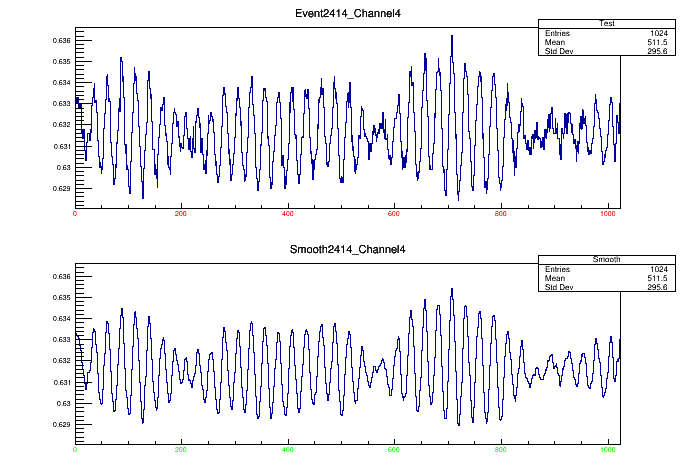 Event2414_Channel4
Test
Entries 1024
Mean 511.5
Std Dev 295.6
0.636
0.635
0.634
0.633
0.632
0.631
0.63
0.629
0 200 400 600 800 1000
Smooth2414_Channel4
Smooth
Entries 1024
Mean 511.5
Std Dev 295.6
0.636
0.635
0.634
0.633
0.632
0.631
0.63
0.629
0 200 400 600 800 1000